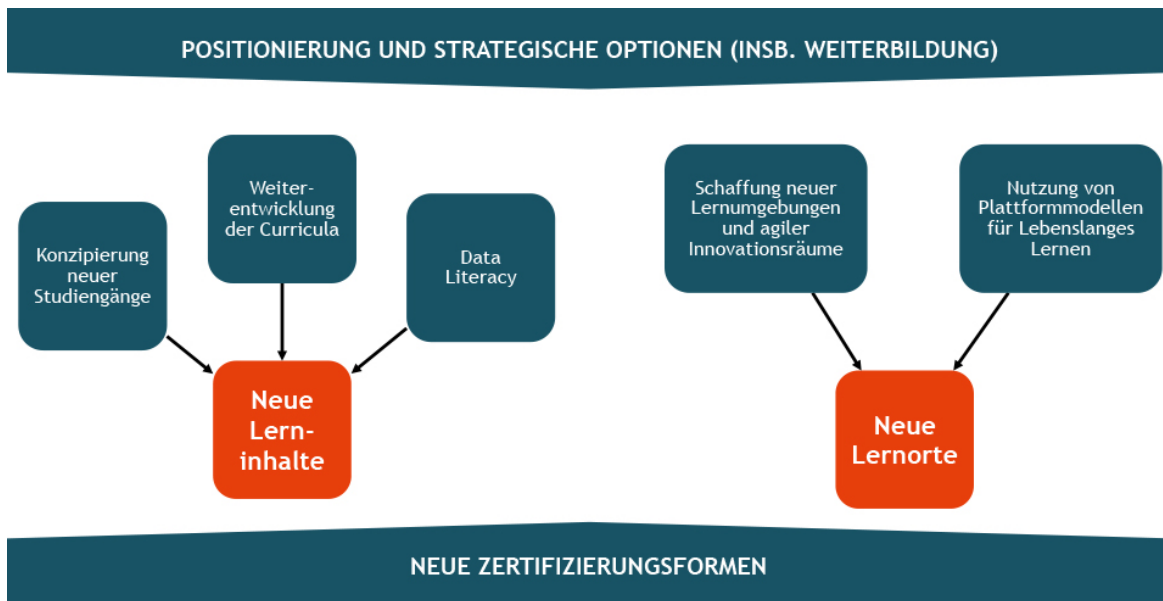 POSITIONIERUNG UND STRATEGISCHE OPTIONEN (INSB. WEITERBILDUNG)
Konzipierung
neuer
Studiengänge
Weiter-
entwicklung
der Curricula
Data
Literacy
Neue
Lern-
inhalte
Schaffung neuer
Lernumgebungen
und agiler
Innovationsräume
Nutzung von
Plattformmodellen
für Lebenslanges
Lernen
Neue
Lernorte
NEUE ZERTIFIZIERUNGSFORMEN